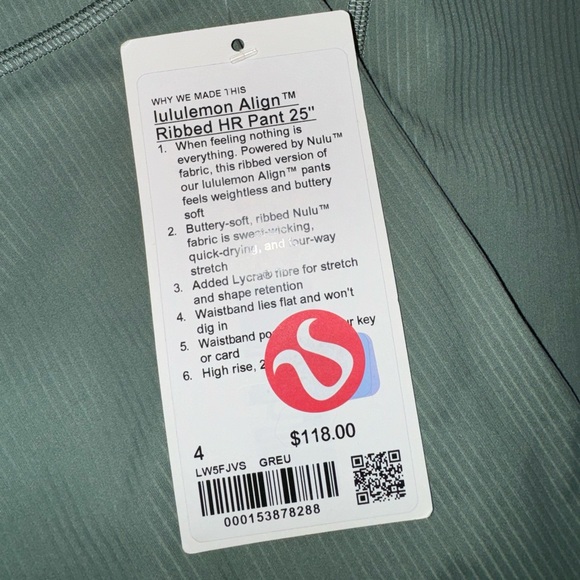 WHY WE MADE THIS
lululemon Align™
Ribbed HR Pant 25"
1. When feeling nothing is
everything. Powered by Nulu™
fabric, this ribbed version of
our lululemon Align™ pants
feels weightless and buttery
soft
2. Buttery-soft, ribbed Nulu™
fabric is sweat-wicking,
quick-drying, and four-way
stretch
3. Added Lycra® fibre for stretch
and shape retention
4. Waistband lies flat and won't
dig in
5. Waistband key
or card
6. High rise,
4
$118.00
LW5FJVS GREU
000153878288